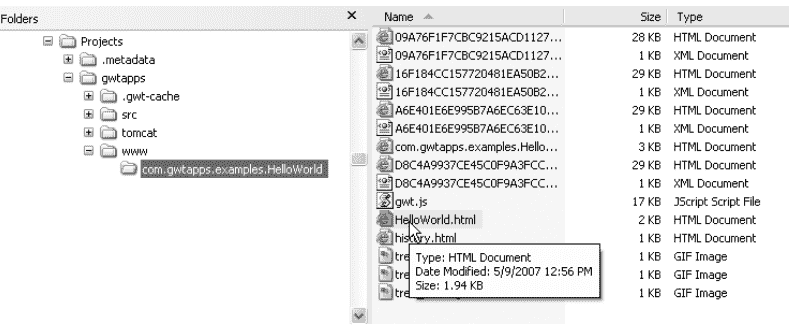 Folders
Projects
.metadata
gwtapps
.gwt-cache
src
tomcat
www
com.gwtapps.examples.HelloWorld
Name Size Type
09A76F1F7CBC9215ACD1127... 28 KB HTML Document
09A76F1F7CBC9215ACD1127... 1 KB XML Document
16F184CC157720481EA50B2... 29 KB HTML Document
16F184CC157720481EA50B2... 1 KB XML Document
A6E401E6E995B7A6EC63E10... 29 KB HTML Document
A6E401E6E995B7A6EC63E10... 1 KB XML Document
com.gwtapps.examples.Hello... 3 KB HTML Document
D8C4A9937CE45C0F9A3FCC... 29 KB HTML Document
D8C4A9937CE45C0F9A3FCC... 1 KB XML Document
gwt.js 17 KB JScript Script File
HelloWorld.html 2 KB HTML Document
history.html 1 KB HTML Document
tre 1 KB GIF Image
tre 1 KB GIF Image
tre 1 KB GIF Image
Type: HTML Document
Date Modified: 5/9/2007 12:56 PM
Size: 1.94 KB